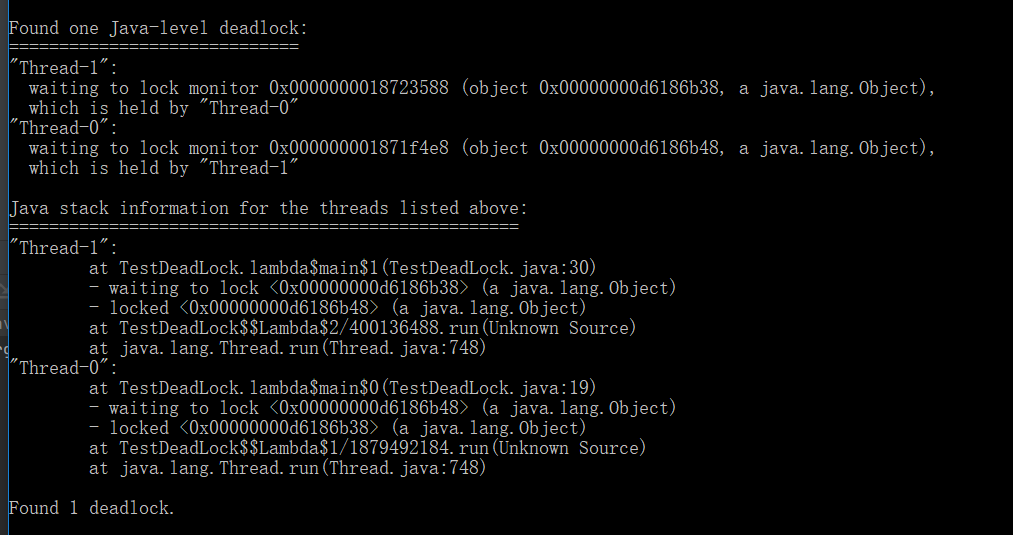 Found one Java-level deadlock:
=============================
"Thread-1":
  waiting to lock monitor 0x0000000018723588 (object 0x00000000d6186b38, a java.lang.Object),
  which is held by "Thread-0"
"Thread-0":
  waiting to lock monitor 0x000000001871f4e8 (object 0x00000000d6186b48, a java.lang.Object),
  which is held by "Thread-1"

Java stack information for the threads listed above:
===================================================
"Thread-1":
        at TestDeadLock.lambda$main$1(TestDeadLock.java:30)
        - waiting to lock <0x00000000d6186b38> (a java.lang.Object)
        - locked <0x00000000d6186b48> (a java.lang.Object)
        at TestDeadLock$$Lambda$2/400136488.run(Unknown Source)
        at java.lang.Thread.run(Thread.java:748)
"Thread-0":
        at TestDeadLock.lambda$main$0(TestDeadLock.java:19)
        - waiting to lock <0x00000000d6186b48> (a java.lang.Object)
        - locked <0x00000000d6186b38> (a java.lang.Object)
        at TestDeadLock$$Lambda$1/1879492184.run(Unknown Source)
        at java.lang.Thread.run(Thread.java:748)

Found 1 deadlock.